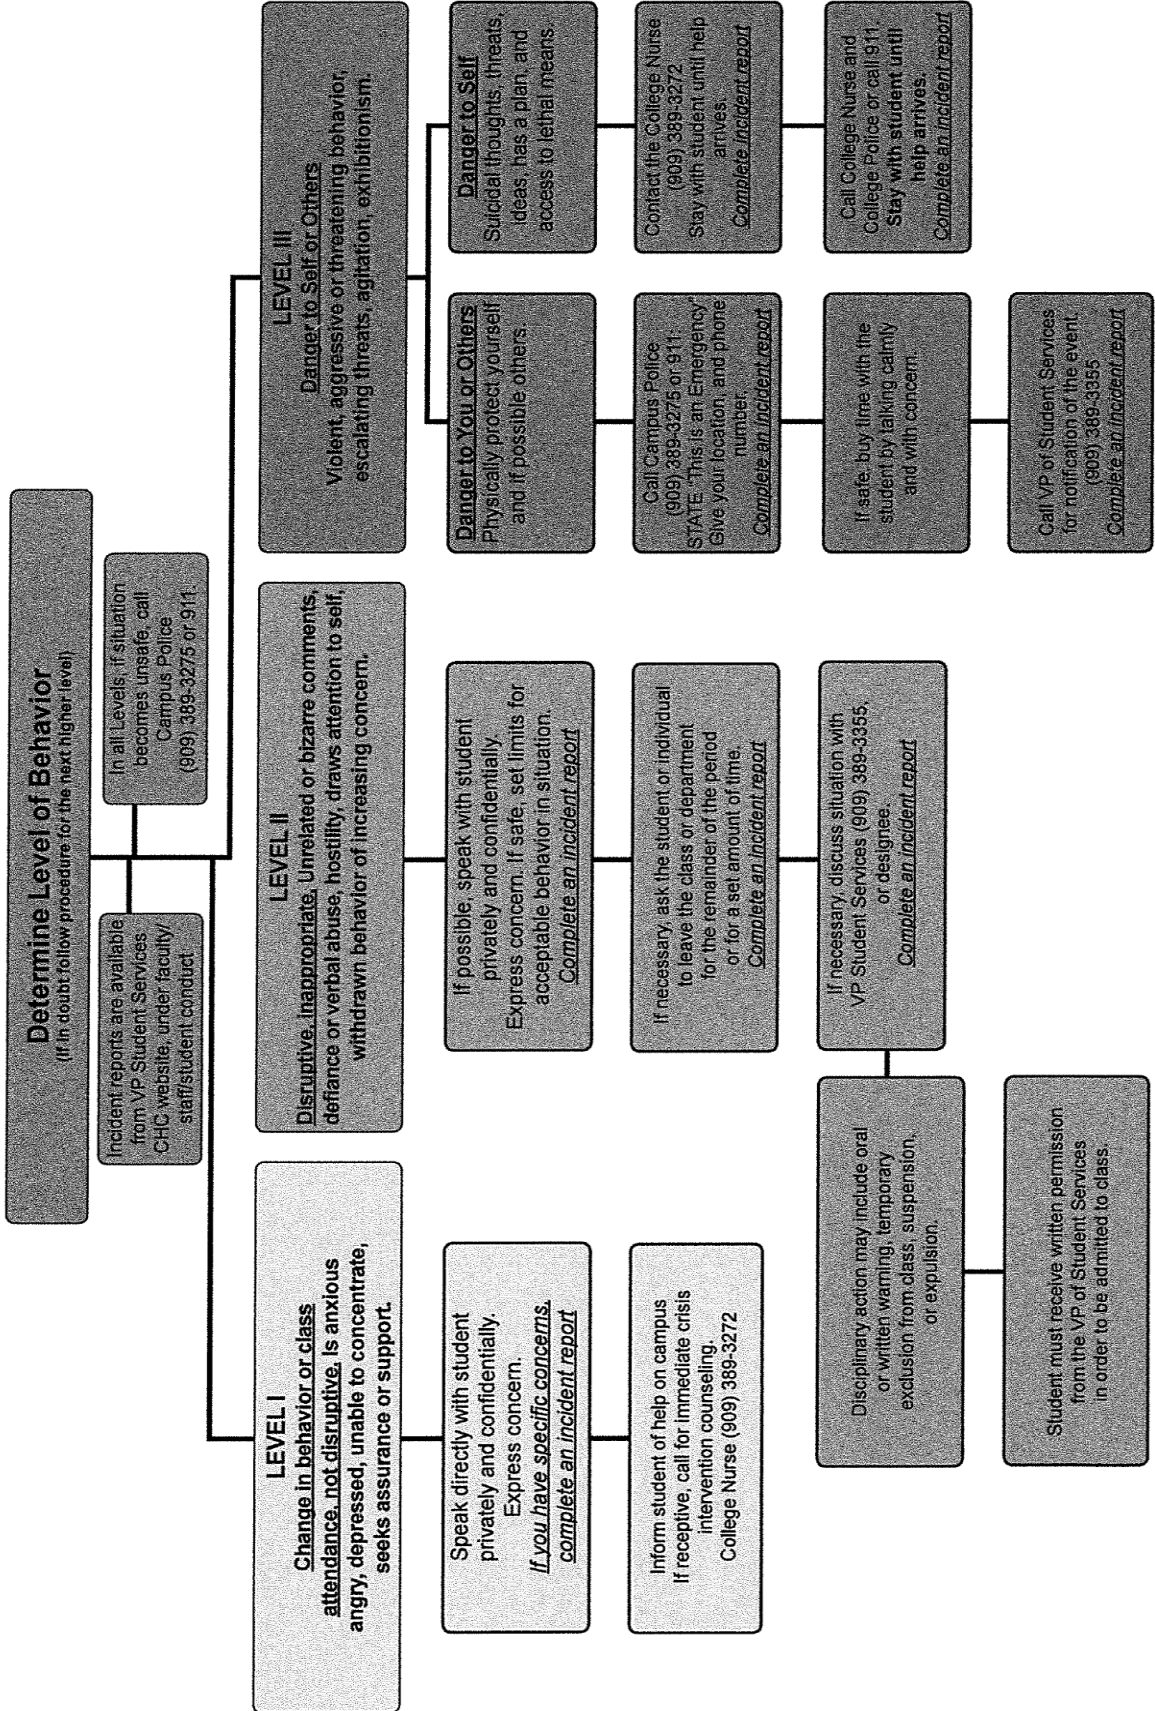 Determine Level of Behavior
(If in doubt follow procedure for the next higher level)
Incident reports are available
from VP Student Services
CHC website, under faculty/
staff/student conduct
In all Levels, if situation
becomes unsafe, call
Campus Police
(909) 389-3275 or 911.
LEVEL I
Change in behavior or class
attendance, not disruptive. Is anxious
angry, depressed, unable to concentrate,
seeks assurance or support.
Speak directly with student
privately and confidentially.
Express concern.
If you have specific concerns,
complete an incident report
Inform student of help on campus
If receptive, call for immediate crisis
intervention counseling.
College Nurse (909) 389-3272
LEVEL II
Disruptive, inappropriate, Unrelated or bizarre comments,
defiance or verbal abuse, hostility, draws attention to self,
withdrawn behavior of increasing concern.
If possible, speak with student
privately and confidentially.
Express concern. If safe, set limits for
acceptable behavior in situation.
Complete an incident report
If necessary, ask the student or individual
to leave the class or department
for the remainder of the period
or for a set amount of time.
Complete an incident report
If necessary, discuss situation with
VP Student Services (909) 389-3355,
or designee.
Complete an incident report
Disciplinary action may include oral
or written warning, temporary
exclusion from class, suspension,
or expulsion.
Student must receive written permission
from the VP of Student Services
in order to be admitted to class.
LEVEL III
Danger to Self or Others
Violent, aggressive or threatening behavior,
escalating threats, agitation, exhibitionism.
Danger to You or Others
Physically protect yourself
and if possible others.
Call Campus Police
(909) 389-3275 or 911.
STATE "This is an Emergency"
Give your location, and phone
number.
Complete an incident report
If safe, buy time with the
student by talking calmly
and with concern.
Call VP of Student Services
for notification of the event.
(909) 389-3355
Complete an incident report
Danger to Self
Suicidal thoughts, threats,
ideas, has a plan, and
access to lethal means.
Contact the College Nurse
(909) 389-3272
Stay with student until help
arrives.
Complete incident report
Call College Nurse and
College Police or call 911.
Stay with student until
help arrives.
Complete an incident report